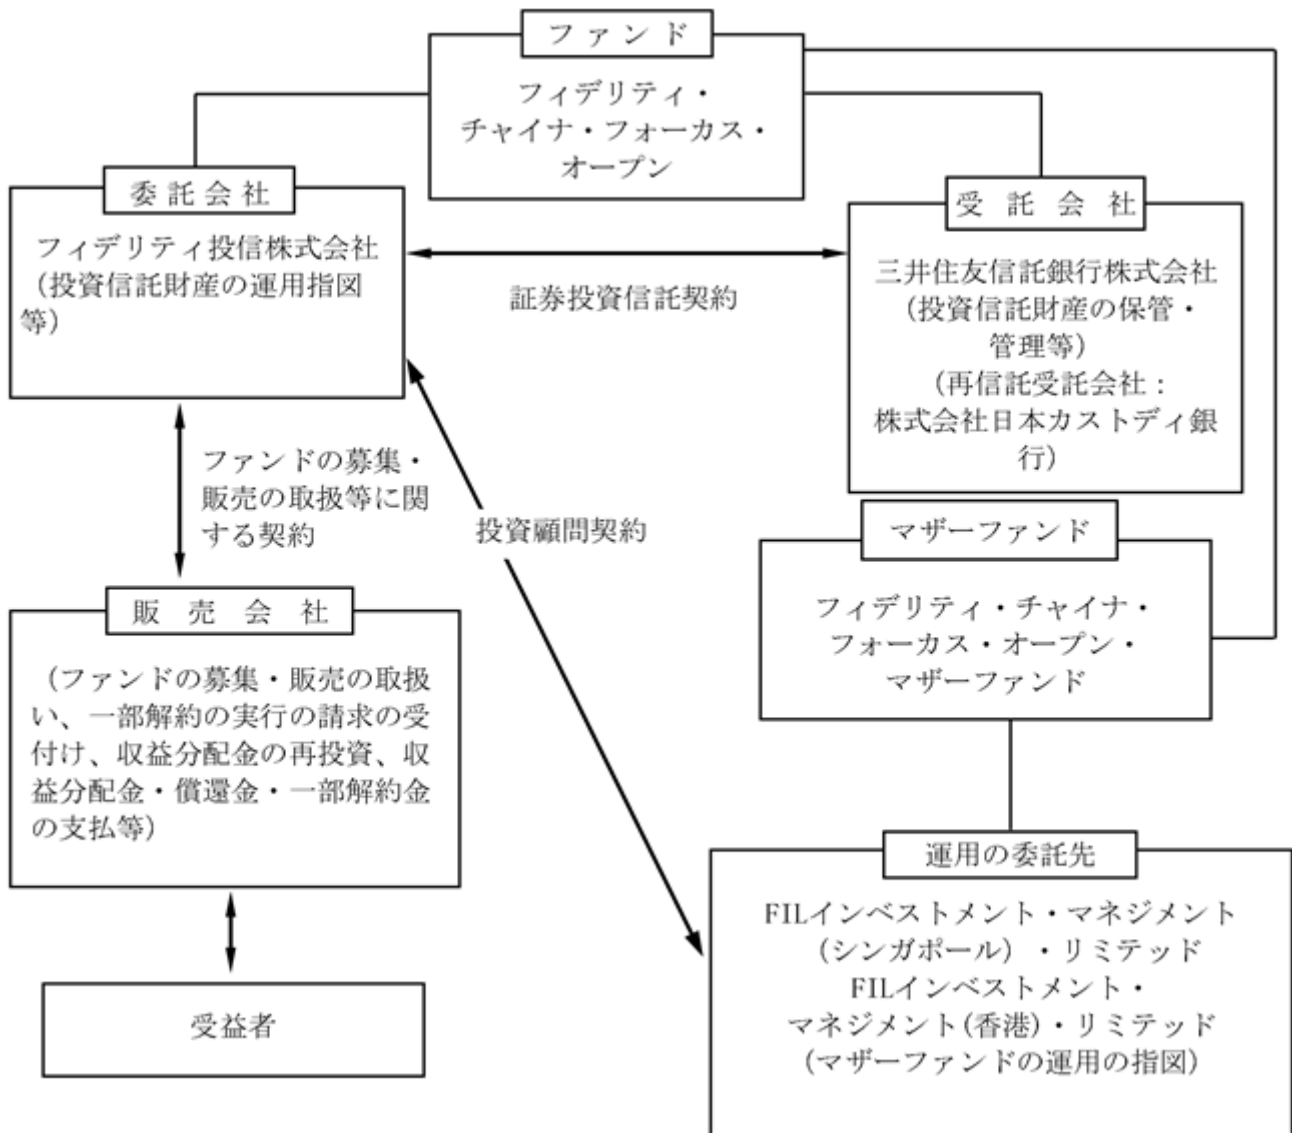 ファンド
フィデリティ・
チャイナ・フォーカス・
オープン
委託会社
フィデリティ投信株式会社
（投資信託財産の運用指図
等）
証券投資信託契約
受託会社
三井住友信託銀行株式会社
（投資信託財産の保管・
管理等）
（再信託受託会社：
株式会社日本カストディ銀
行）
ファンドの募集・
販売の取扱等に関
する契約
投資顧問契約
マザーファンド
フィデリティ・チャイナ・
フォーカス・オープン・
マザーファンド
販売会社
（ファンドの募集・販売の取扱
い、一部解約の実行の請求の受
付け、収益分配金の再投資、収
益分配金・償還金・一部解約金
の支払等）
運用の委託先
FILインベストメント・マネジメント
（シンガポール）・リミテッド
FILインベストメント・
マネジメント(香港)・リミテッド
（マザーファンドの運用の指図）
受益者